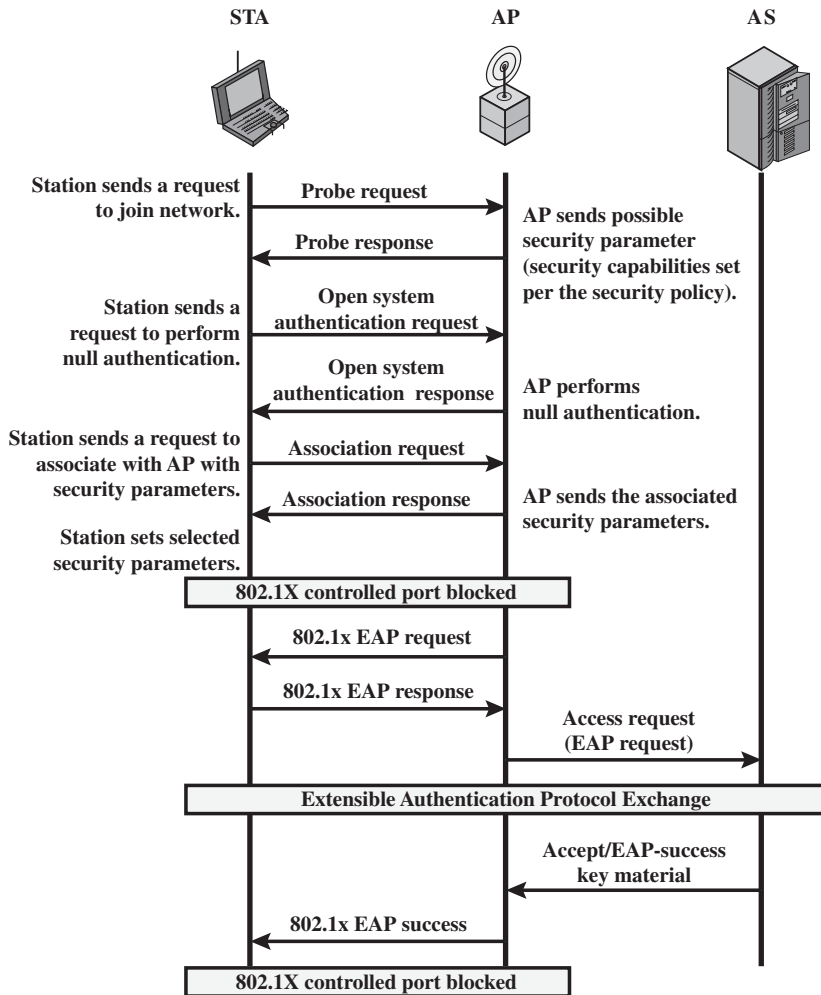 STA
AP
AS
Station sends a request
to join network.
Probe request
AP sends possible
security parameter
(security capabilities set
per the security policy).
Probe response
Station sends a
request to perform
null authentication.
Open system
authentication request
Open system
authentication response
AP performs
null authentication.
Station sends a request to
associate with AP with
security parameters.
Association request
Association response
AP sends the associated
security parameters.
Station sets selected
security parameters.
802.1X controlled port blocked
802.1x EAP request
802.1x EAP response
Access request
(EAP request)
Extensible Authentication Protocol Exchange
Accept/EAP-success
key material
802.1x EAP success
802.1X controlled port blocked